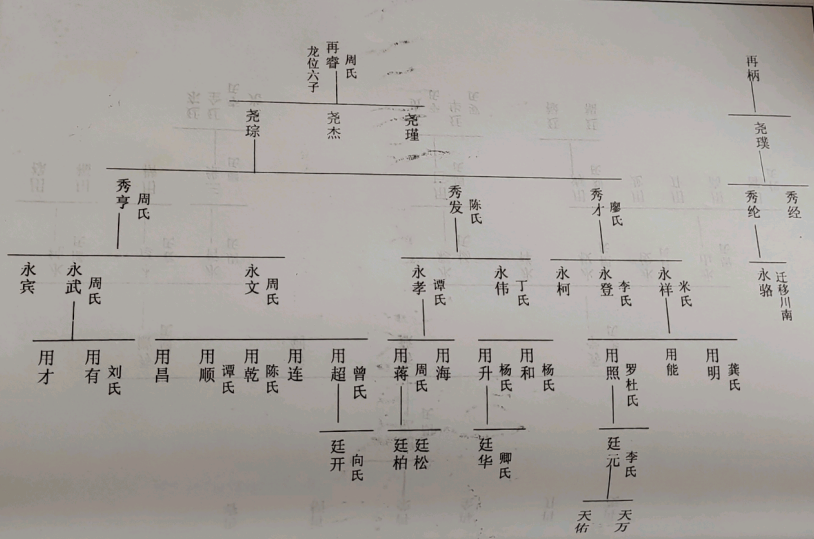 再睿
周氏
龙位六子
再柄
尧琮
尧杰
尧瑾
尧璞
秀亨
周氏
秀发
陈氏
秀才
廖氏
秀纶
秀经
永宾
永武
周氏
永文
周氏
永孝
谭氏
永伟
丁氏
永柯
永登
李氏
永祥
米氏
永骆
迁移川南
用才
用有
刘氏
用昌
用顺
谭氏
用乾
陈氏
用连
用超
曾氏
用蒋
周氏
用海
用升
杨氏
用和
杨氏
用照
罗杜氏
用能
用明
龚氏
廷开
向氏
廷柏
廷松
廷华
卿氏
廷元
李氏
天佑
天万